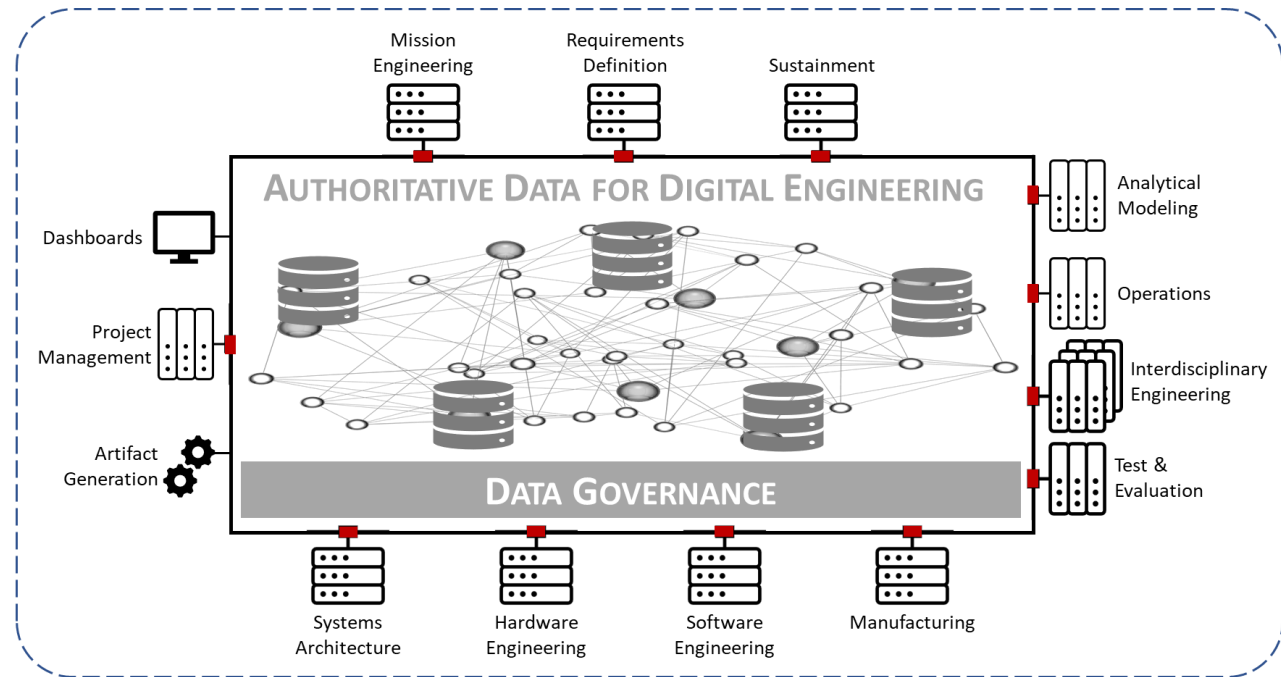 Mission
Engineering
Requirements
Definition
Sustainment
AUTHORITATIVE DATA FOR DIGITAL ENGINEERING
Dashboards
Project
Management
Artifact
Generation
Analytical
Modeling
Operations
Interdisciplinary
Engineering
Test &
Evaluation
DATA GOVERNANCE
Systems
Architecture
Hardware
Engineering
Software
Engineering
Manufacturing